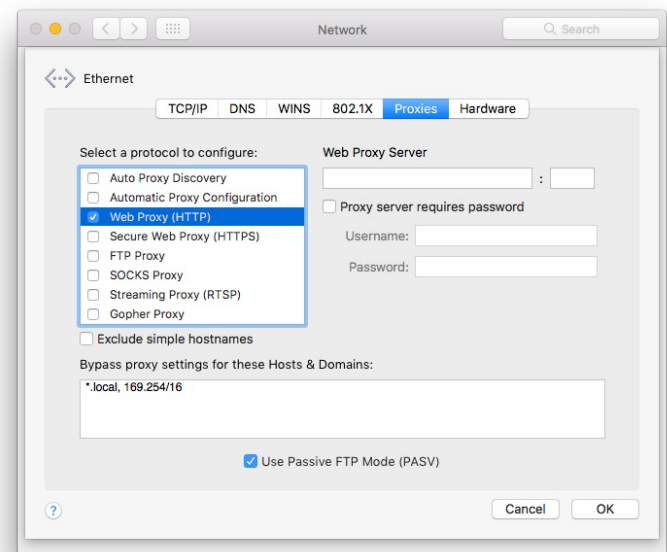 Network
Search
Ethernet
TCP/IP DNS WINS 802.1X Proxies Hardware
Select a protocol to configure:
Auto Proxy Discovery
Automatic Proxy Configuration
Web Proxy (HTTP)
Secure Web Proxy (HTTPS)
FTP Proxy
SOCKS Proxy
Streaming Proxy (RTSP)
Gopher Proxy
Exclude simple hostnames
Web Proxy Server
:
Proxy server requires password
Username:
Password:
Bypass proxy settings for these Hosts & Domains:
*.local, 169.254/16
Use Passive FTP Mode (PASV)
?
Cancel OK